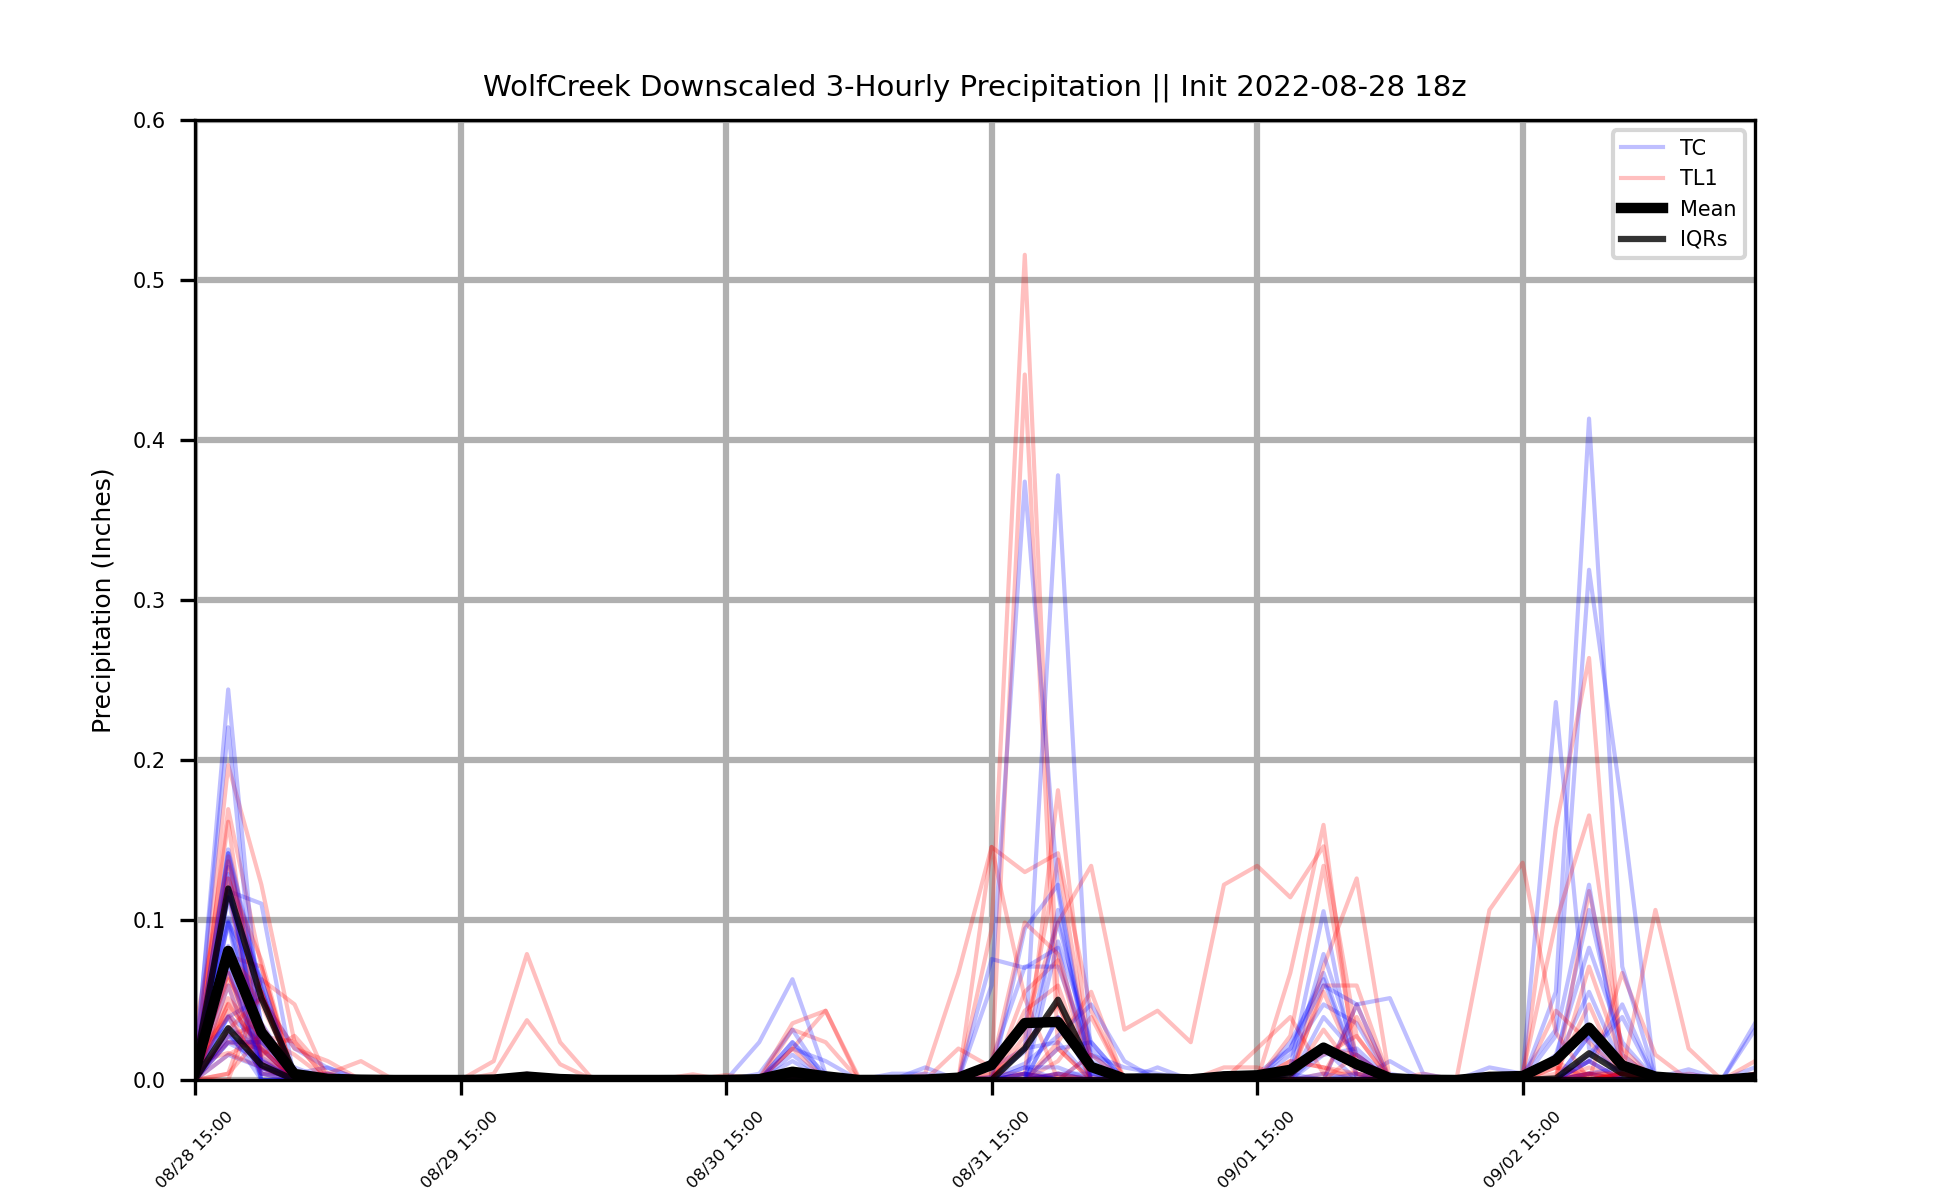 WolfCreek Downscaled 3-Hourly Precipitation || Init 2022-08-28 18z
TC
TL1
Mean
IQRs
Precipitation (Inches)
0.6
0.5
0.4
0.3
0.2
0.1
0.0
08/28 15:00
08/29 15:00
08/30 15:00
08/31 15:00
09/01 15:00
09/02 15:00